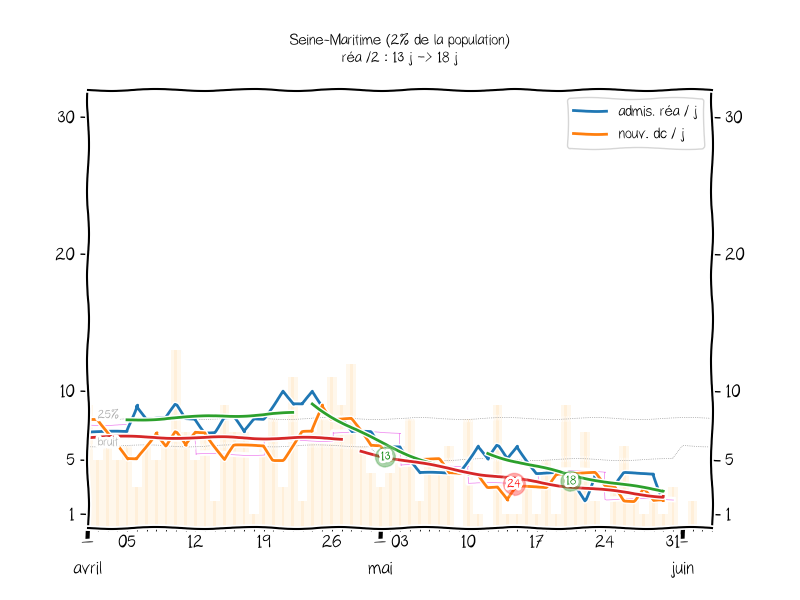 Seine-Maritime (2% de la population)
réa /2 : 13 j -> 18 j
admis. réa / j
nouv. dc / j
30
30
20
20
10
10
25%
bruit
13
5
5
24
18
1
1
05
12
19
26
03
10
17
24
31
avril
mai
juin